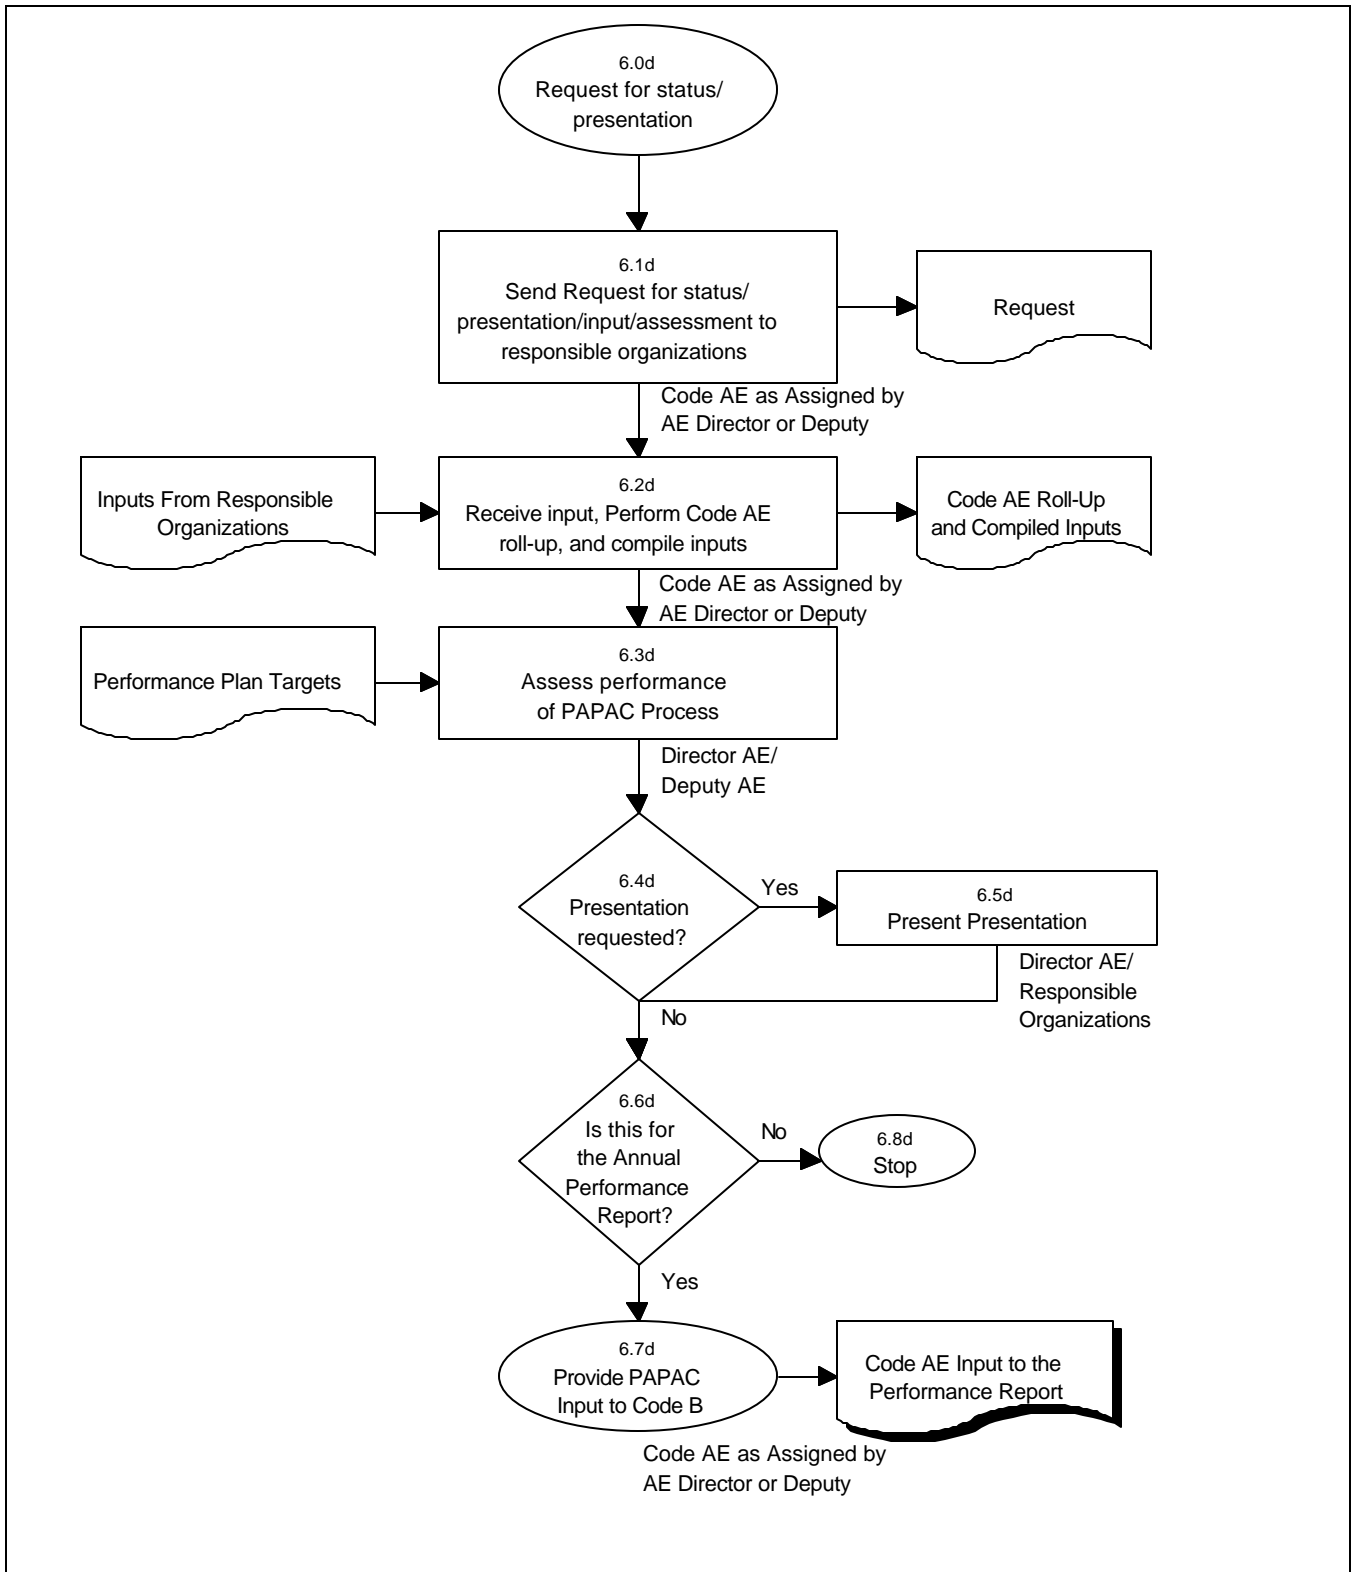 6.0d
Request for status/
presentation
6.1d
Send Request for status/
presentation/input/assessment to
responsible organizations
Request
Code AE as Assigned by
AE Director or Deputy
Inputs From Responsible
Organizations
6.2d
Receive input, Perform Code AE
roll-up, and compile inputs
Code AE Roll-Up
and Compiled Inputs
Code AE as Assigned by
AE Director or Deputy
Performance Plan Targets
6.3d
Assess performance
of PAPAC Process
Director AE/
Deputy AE
6.4d
Presentation
requested?
Yes
6.5d
Present Presentation
Director AE/
Responsible
Organizations
No
6.6d
Is this for
the Annual
Performance
Report?
No
6.8d
Stop
Yes
6.7d
Provide PAPAC
Input to Code B
Code AE Input to the
Performance Report
Code AE as Assigned by
AE Director or Deputy